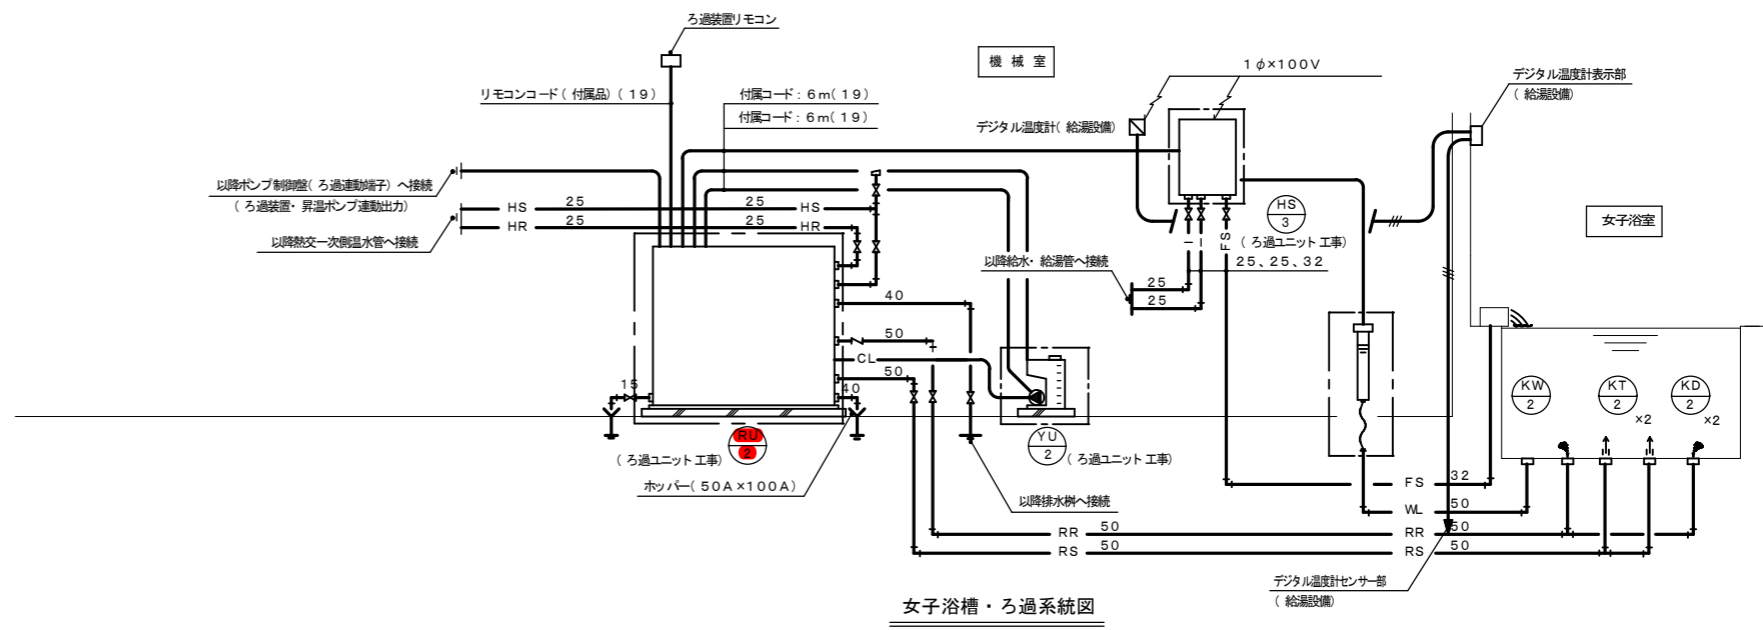 ろ過装置リモコン
機 械 室
1φ×100V
デジタル温度計表示部
( 給湯設備)
リモコンコード( 付属品) ( 19)
付属コード: 6m( 19)
付属コード: 6m( 19)
デジタル温度計( 給湯設備)
以降ポンプ制御盤( ろ過連動端子) へ接続
( ろ過装置・ 昇温ポンプ連動出力)
HS 25 25 HS
HR 25 25 HR
以降熱交一次側温水管へ接続
HS
3
( ろ過ユニット 工事)
25、25、32
FS
女子浴室
以降給水・ 給湯管へ接続
25
25
40
50
CL
50
15
40
RU
2
( ろ過ユニット 工事)
YU
2
( ろ過ユニット 工事)
KW
2
KT
2
×2
KD
2
×2
ホッパー( 50A×100A)
以降排水桝へ接続
FS 32
WL 50
RR 50 RR 50
RS 50 RS 50
デジタル温度計センサー部
( 給湯設備)
女子浴槽・ろ過系統図